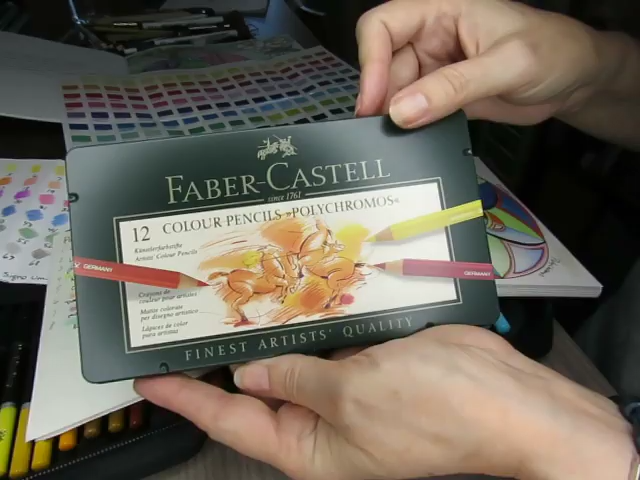 FABER-CASTELL
since 1761
12 COLOUR PENCILS »POLYCHROMOS«
Künstlerfarbstifte
Artists' Colour Pencils
GERMANY
GERMANY
Crayons de
couleur pour artistes
Matite colorate
per disegno artistico
Lápices de color
para artista
FINEST ARTISTS' QUALITY